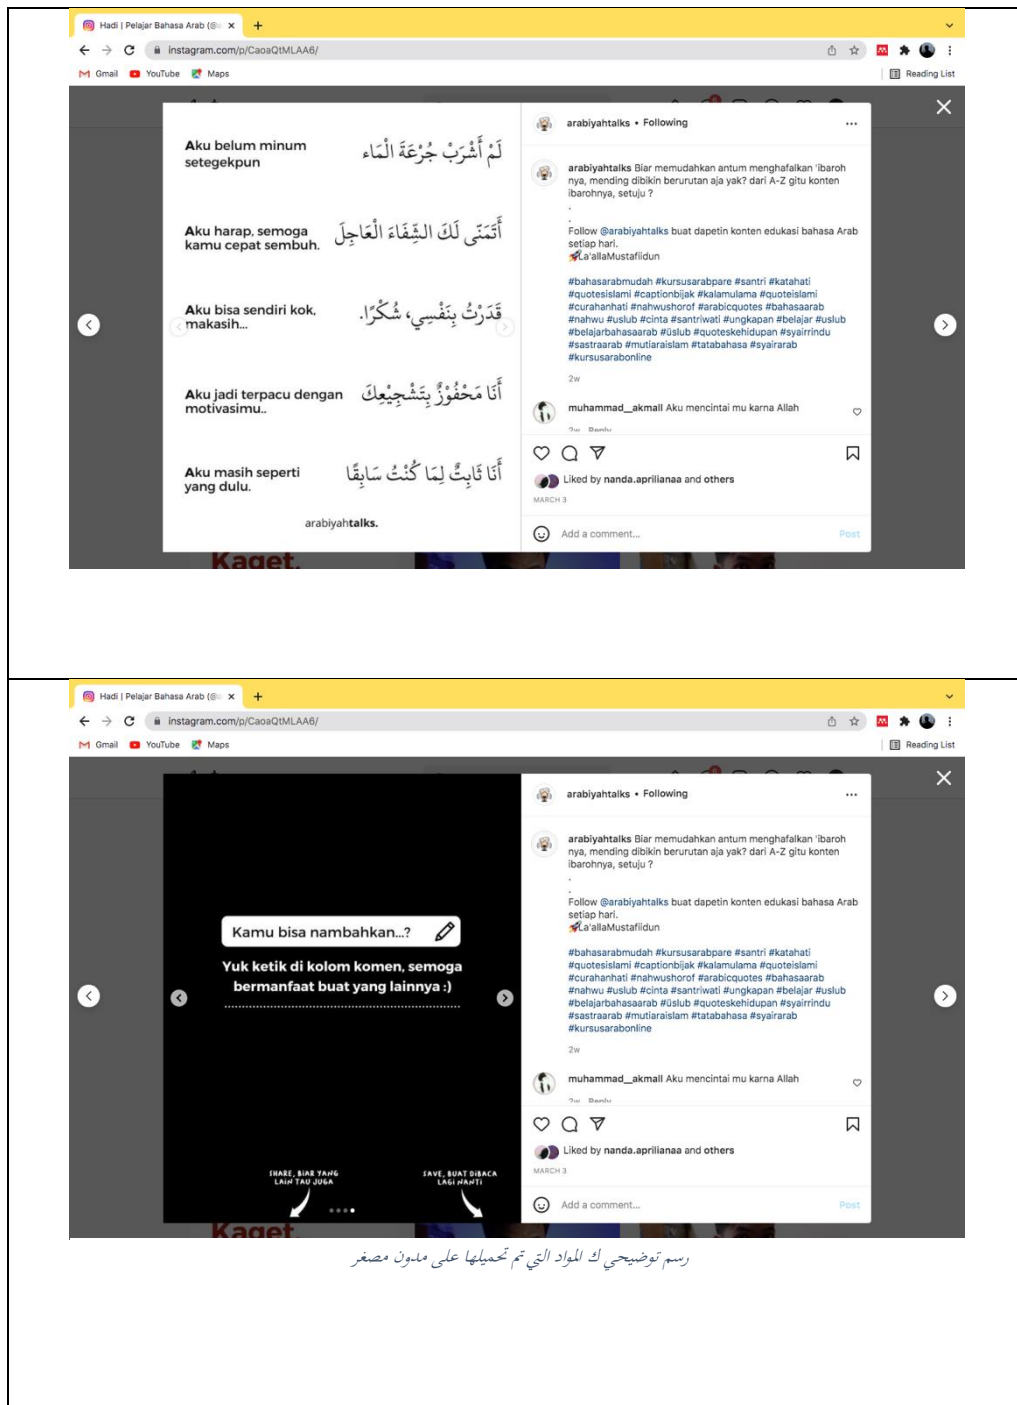 Hadi | Pelajar Bahasa Arab (@
instagram.com/p/CaoaQtMLAA6/
Gmail YouTube Maps Reading List
Aku belum minum
setegekpun
لَمْ أَشْرَبْ جُرْعَةَ الْمَاء
Aku harap, semoga
kamu cepat sembuh.
أَتَمَنَّى لَكَ الشِّفَاءَ الْعَاجِلَ
Aku bisa sendiri kok,
makasih...
قَدَرْتُ بِنَفْسِي، شُكْرًا.
Aku jadi terpacu dengan
motivasimu..
أَنَا مَحْفُوْزٌ بِتَشْجِيْعِكَ
Aku masih seperti
yang dulu.
أَنَا ثَابِتٌ لِمَا كُنْتُ سَابِقًا
arabiyahtalks.
arabiyahtalks • Following
arabiyahtalks Biar memudahkan antum menghafalkan 'ibaroh
nya, mending dibikin berurutan aja yak? dari A-Z gitu konten
ibarohnya, setuju ?
.
.
Follow @arabiyahtalks buat dapetin konten edukasi bahasa Arab
setiap hari.
🚀La'allaMustafiidun
#bahasarabmudah #kursusarabpare #santri #katahati
#quotesislami #captionbijak #kalamulama #quoteislami
#curahanhati #nahwushorof #arabicquotes #bahasaarab
#nahwu #uslub #cinta #santriwati #ungkapan #belajar #uslub
#belajarbahasaarab #üslub #quoteskehidupan #syairrindu
#sastraarab #mutiaraislam #tatabahasa #syairarab
#kursusarabonline
2w
muhammad__akmall Aku mencintai mu karna Allah
2w Reply
Liked by nanda.aprilianaa and others
MARCH 3
Add a comment... Post
Kaget.
Hadi | Pelajar Bahasa Arab (@
instagram.com/p/CaoaQtMLAA6/
Gmail YouTube Maps Reading List
Kamu bisa nambahkan...?
Yuk ketik di kolom komen, semoga
bermanfaat buat yang lainnya :)
SHARE, BIAR YANG
LAIN TAU JUGA
SAVE, BUAT DIBACA
LAGI NANTI
arabiyahtalks • Following
arabiyahtalks Biar memudahkan antum menghafalkan 'ibaroh
nya, mending dibikin berurutan aja yak? dari A-Z gitu konten
ibarohnya, setuju ?
.
.
Follow @arabiyahtalks buat dapetin konten edukasi bahasa Arab
setiap hari.
🚀La'allaMustafiidun
#bahasarabmudah #kursusarabpare #santri #katahati
#quotesislami #captionbijak #kalamulama #quoteislami
#curahanhati #nahwushorof #arabicquotes #bahasaarab
#nahwu #uslub #cinta #santriwati #ungkapan #belajar #uslub
#belajarbahasaarab #üslub #quoteskehidupan #syairrindu
#sastraarab #mutiaraislam #tatabahasa #syairarab
#kursusarabonline
2w
muhammad__akmall Aku mencintai mu karna Allah
2w Reply
Liked by nanda.aprilianaa and others
MARCH 3
Add a comment... Post
Kaget.
رسم توضيحي ك المواد التي تم تحميلها على مدون مصغر